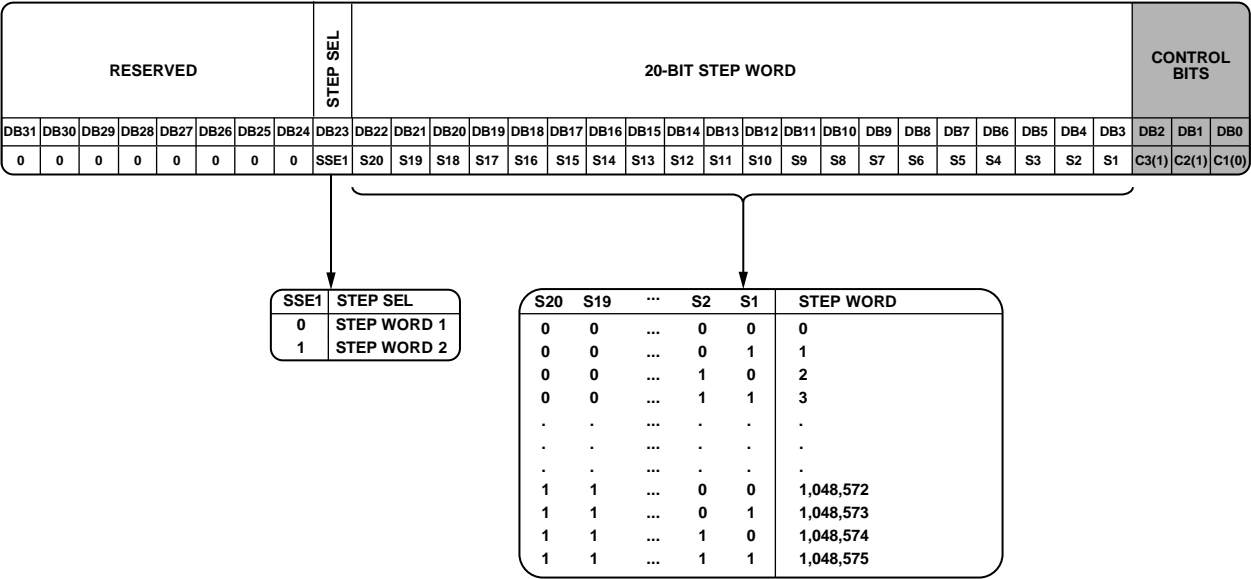 RESERVED
STEP SEL
20-BIT STEP WORD
CONTROL
BITS
DB31 DB30 DB29 DB28 DB27 DB26 DB25 DB24 DB23 DB22 DB21 DB20 DB19 DB18 DB17 DB16 DB15 DB14 DB13 DB12 DB11 DB10 DB9 DB8 DB7 DB6 DB5 DB4 DB3 DB2 DB1 DB0
0 0 0 0 0 0 0 0 SSE1 S20 S19 S18 S17 S16 S15 S14 S13 S12 S11 S10 S9 S8 S7 S6 S5 S4 S3 S2 S1 C3(1) C2(1) C1(0)
SSE1 STEP SEL
0 STEP WORD 1
1 STEP WORD 2
S20 S19 ... S2 S1 STEP WORD
0 0 ... 0 0 0
0 0 ... 0 1 1
0 0 ... 1 0 2
0 0 ... 1 1 3
. . ... . . .
. . ... . . .
. . ... . . .
1 1 ... 0 0 1,048,572
1 1 ... 0 1 1,048,573
1 1 ... 1 0 1,048,574
1 1 ... 1 1 1,048,575